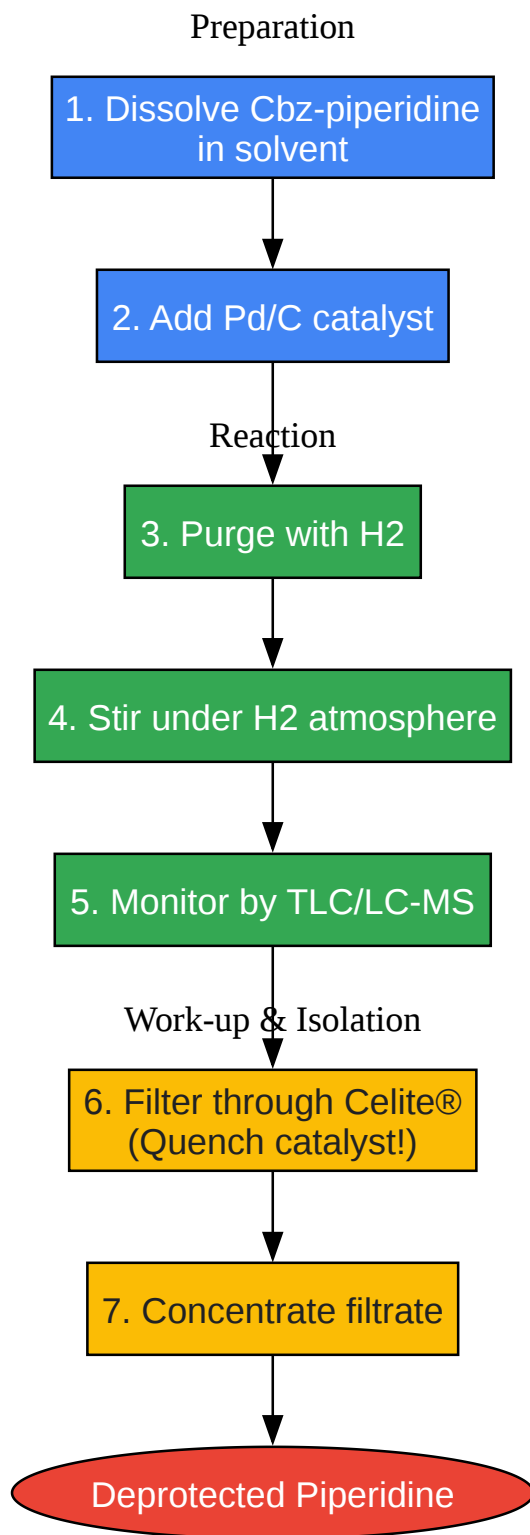 Preparation
1. Dissolve Cbz-piperidine
in solvent
2. Add Pd/C catalyst
Reaction
3. Purge with H2
4. Stir under H2 atmosphere
5. Monitor by TLC/LC-MS
Work-up & Isolation
6. Filter through Celite®
(Quench catalyst!)
7. Concentrate filtrate
Deprotected Piperidine